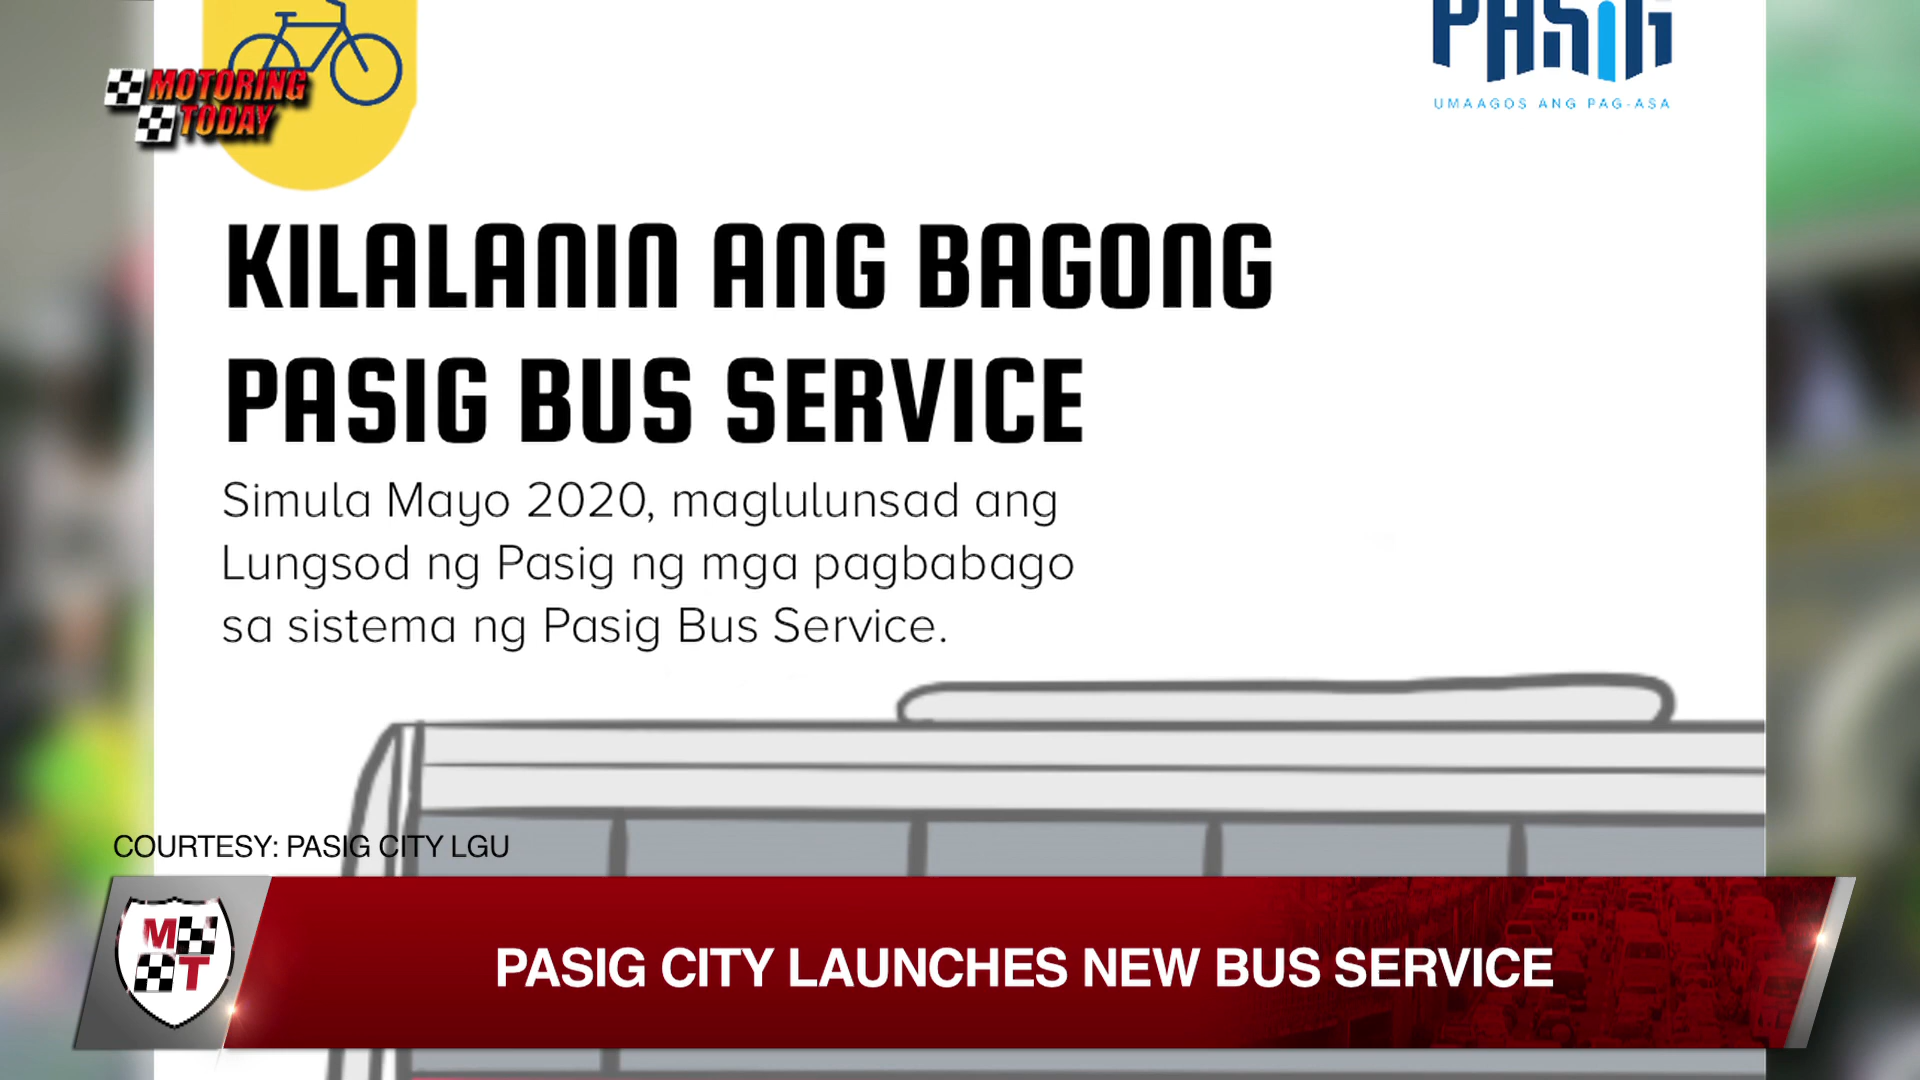 MOTORING
TODAY
PASIG
UMAAGOS ANG PAG-ASA
KILALANIN ANG BAGONG
PASIG BUS SERVICE
Simula Mayo 2020, maglulunsad ang
Lungsod ng Pasig ng mga pagbabago
sa sistema ng Pasig Bus Service.
COURTESY: PASIG CITY LGU
M
T
PASIG CITY LAUNCHES NEW BUS SERVICE